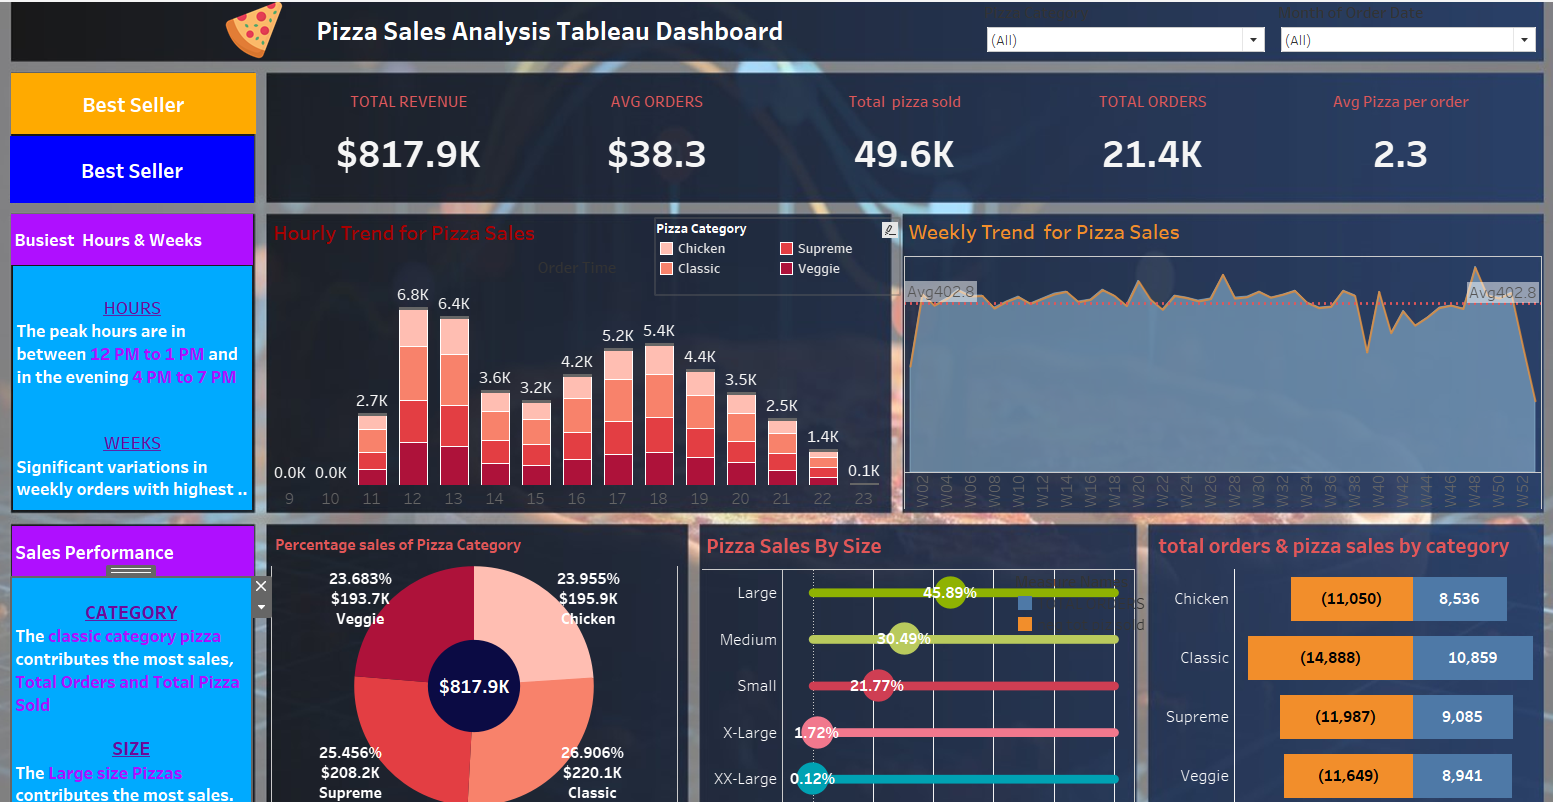 Pizza Sales Analysis Tableau Dashboard
Month of Order Date
(All)
(All)
Best Seller
Best Seller
TOTAL REVENUE
$817.9K
AVG ORDERS
$38.3
Total pizza sold
49.6K
TOTAL ORDERS
21.4K
Avg Pizza per order
2.3
Busiest Hours & Weeks
HOURS
The peak hours are in
between 12 PM to 1 PM and
in the evening 4 PM to 7 PM
WEEKS
Significant variations in
weekly orders with highest ..
Hourly Trend for Pizza Sales
Order Time
Pizza Category
Chicken
Supreme
Classic
Veggie
0.0K 0.0K 2.7K 6.8K 6.4K 3.6K 3.2K 4.2K 5.2K 5.4K 4.4K 3.5K 2.5K 1.4K 0.1K
9 10 11 12 13 14 15 16 17 18 19 20 21 22 23
Weekly Trend for Pizza Sales
Avg402.8
Avg402.8
W02 W04 W06 W08 W10 W12 W14 W16 W18 W20 W22 W24 W26 W28 W30 W32 W34 W36 W38 W40 W42 W44 W46 W48 W50 W52
Sales Performance
CATEGORY
The classic category pizza
contributes the most sales,
Total Orders and Total Pizza
Sold
SIZE
The Large size Pizzas
contributes the most sales.
Percentage sales of Pizza Category
23.683%
$193.7K
Veggie
23.955%
$195.9K
Chicken
$817.9K
25.456%
$208.2K
Supreme
26.906%
$220.1K
Classic
Pizza Sales By Size
Large 45.89%
Medium 30.49%
Small 21.77%
X-Large 1.72%
XX-Large 0.12%
total orders & pizza sales by category
Chicken (11,050) 8,536
Classic (14,888) 10,859
Supreme (11,987) 9,085
Veggie (11,649) 8,941